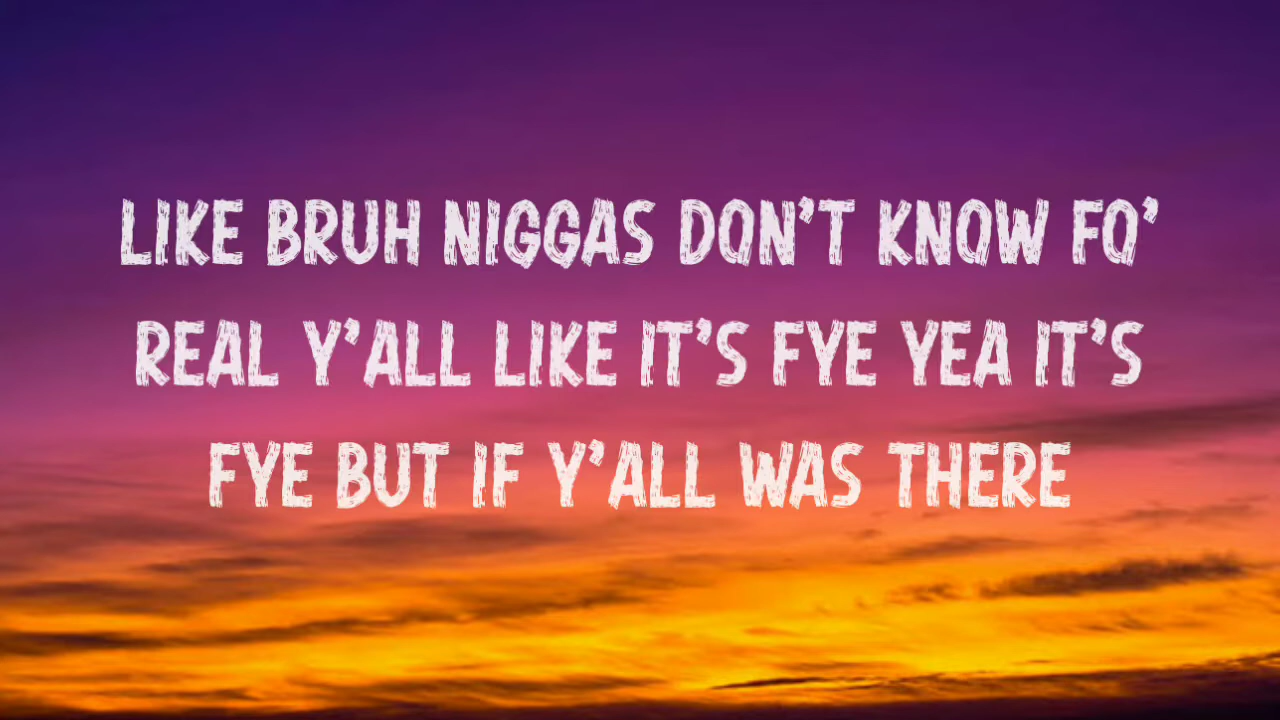 LIKE BRUH NIGGAS DON'T KNOW FO'
REAL Y'ALL LIKE IT'S FYE YEA IT'S
FYE BUT IF Y'ALL WAS THERE